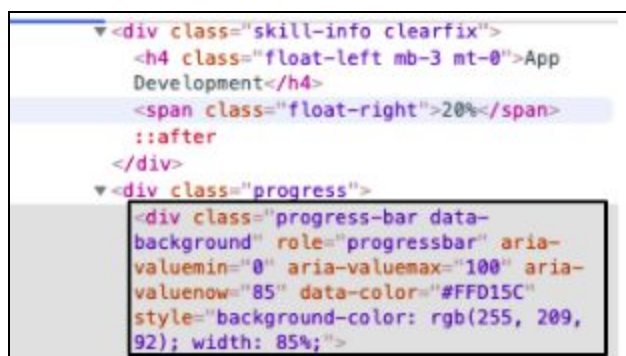 ▼<div class="skill-info clearfix">
<h4 class="float-left mb-3 mt-0">App
Development</h4>
<span class="float-right">20%</span>
::after
</div>
▼<div class="progress">
<div class="progress-bar data-
background" role="progressbar" aria-
valuemin="0" aria-valuemax="100" aria-
valuenow="85" data-color="#FFD15C"
style="background-color: rgb(255, 209,
92); width: 85%;">